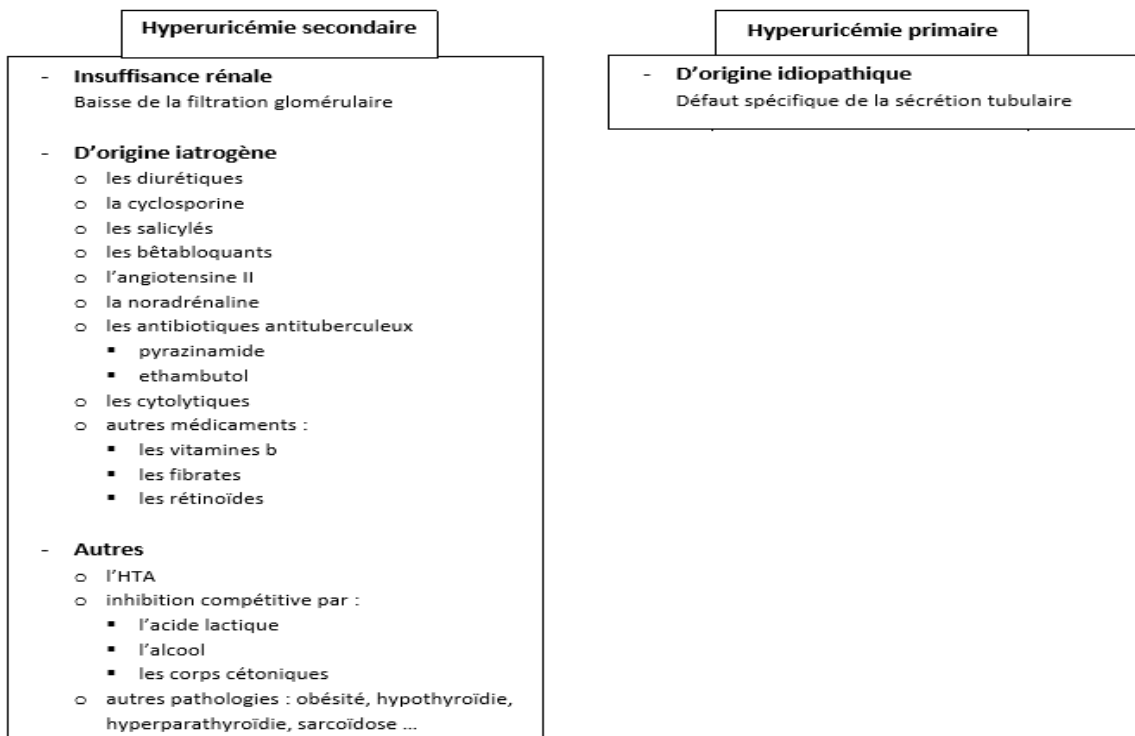 Hyperuricémie secondaire
- Insuffisance rénale
Baisse de la filtration glomérulaire
- D'origine iatrogène
o les diurétiques
o la cyclosporine
o les salicylés
o les bêtabloquants
o l'angiotensine II
o la noradrénaline
o les antibiotiques antituberculeux
▪ pyrazinamide
▪ ethambutol
o les cytolytiques
o autres médicaments :
▪ les vitamines b
▪ les fibrates
▪ les rétinoïdes
- Autres
o l'HTA
o inhibition compétitive par :
▪ l'acide lactique
▪ l'alcool
▪ les corps cétoniques
o autres pathologies : obésité, hypothyroïdie,
hyperparathyroïdie, sarcoïdose ...
Hyperuricémie primaire
- D'origine idiopathique
Défaut spécifique de la sécrétion tubulaire